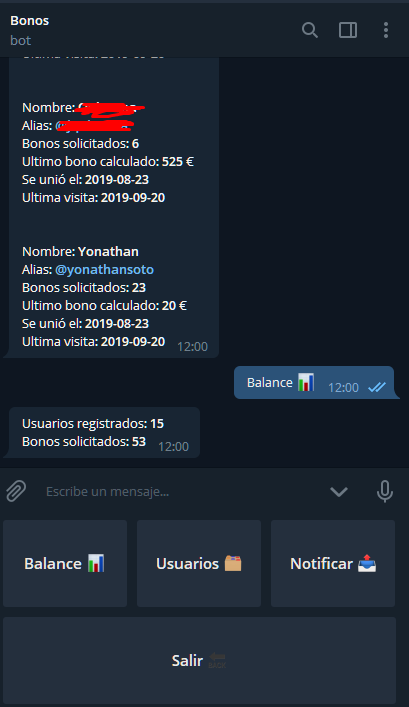 Bonos
bot
Nombre:
Alias:
Bonos solicitados: 6
Ultimo bono calculado: 525 €
Se unió el: 2019-08-23
Ultima visita: 2019-09-20
Nombre: Yonathan
Alias: @yonathansoto
Bonos solicitados: 23
Ultimo bono calculado: 20 €
Se unió el: 2019-08-23
Ultima visita: 2019-09-20
12:00
Balance 📊 12:00
Usuarios registrados: 15
Bonos solicitados: 53
12:00
Escribe un mensaje...
Balance 📊
Usuarios 🗂
Notificar 📤
Salir 🔙